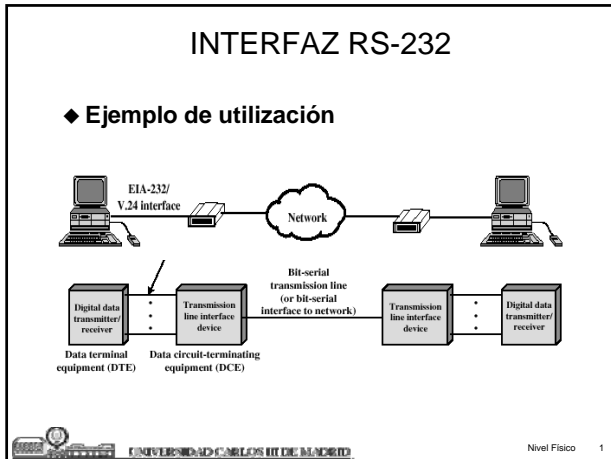 INTERFAZ RS-232
◆ Ejemplo de utilización
EIA-232/
V.24 interface
Network
Bit-serial
transmission line
(or bit-serial
interface to network)
Digital data
transmitter/
receiver
Transmission
line interface
device
Transmission
line interface
device
Digital data
transmitter/
receiver
Data terminal
equipment (DTE)
Data circuit-terminating
equipment (DCE)
UNIVERSIDAD CARLOS III DE MADRID
Nivel Físico 1